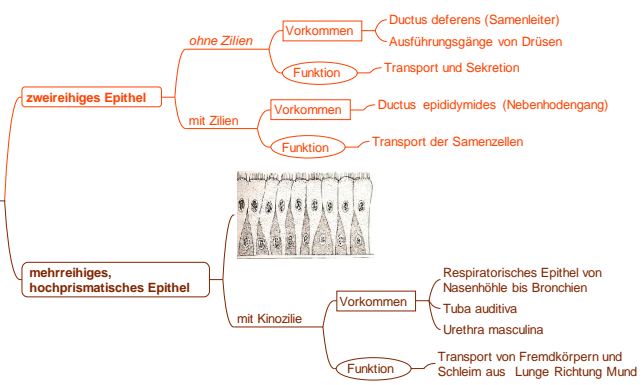 zweireihiges Epithel
ohne Zilien
Vorkommen
Ductus deferens (Samenleiter)
Ausführungsgänge von Drüsen
Funktion
Transport und Sekretion
mit Zilien
Vorkommen
Ductus epididymides (Nebenhodengang)
Funktion
Transport der Samenzellen
mehrreihiges,
hochprismatisches Epithel
mit Kinozilie
Vorkommen
Respiratorisches Epithel von
Nasenhöhle bis Bronchien
Tuba auditiva
Urethra masculina
Funktion
Transport von Fremdkörpern und
Schleim aus Lunge Richtung Mund